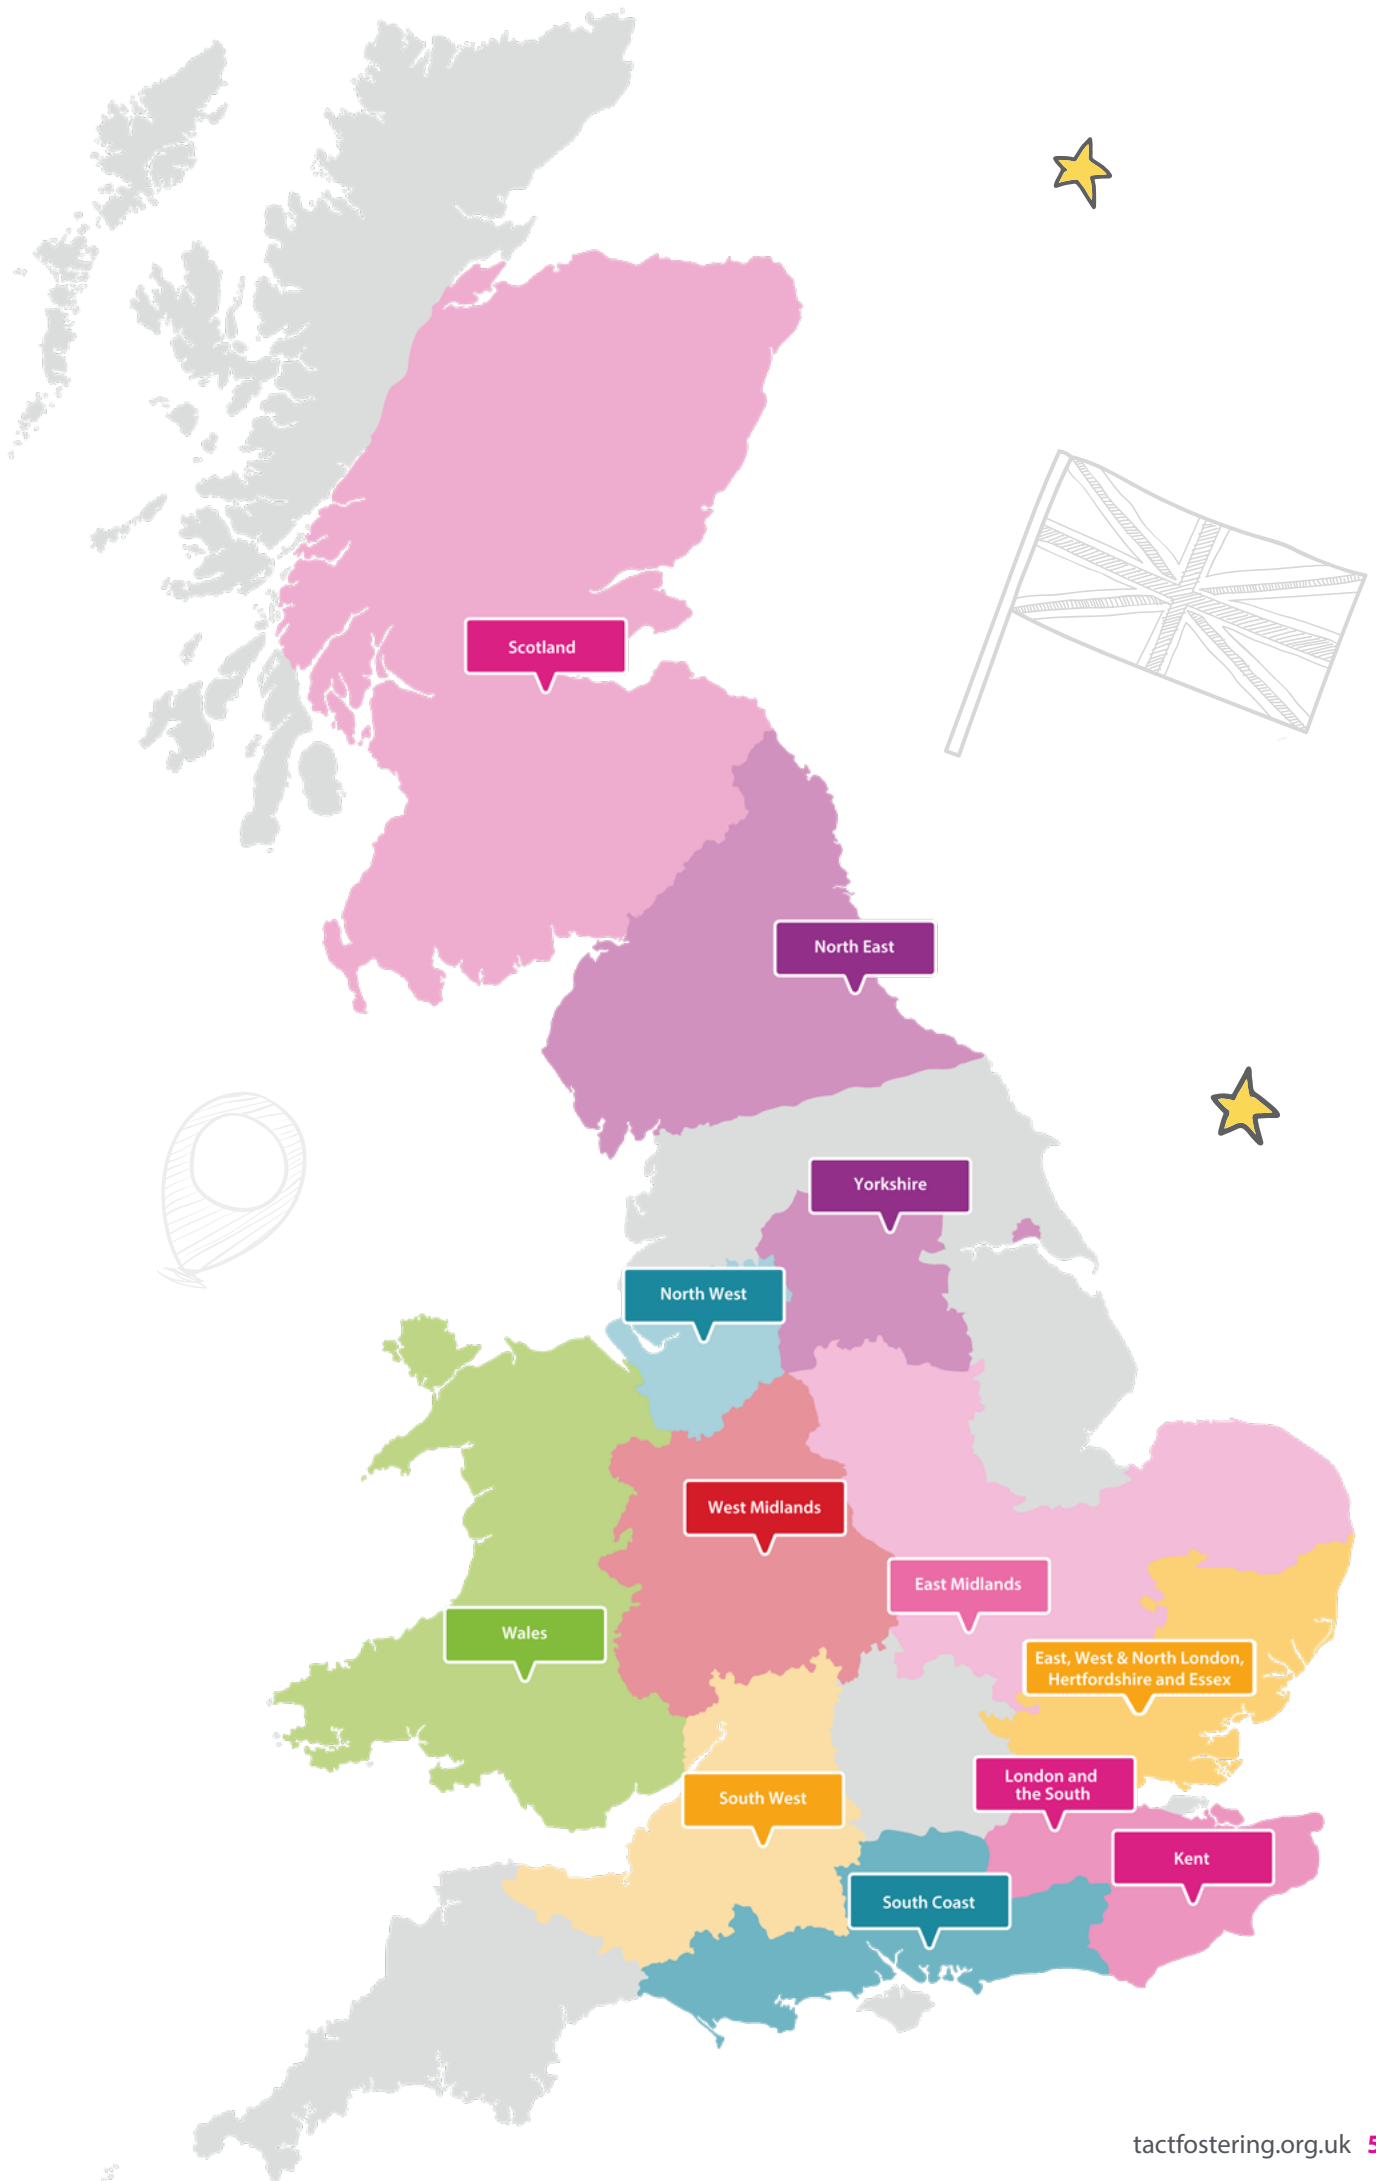 Scotland
North East
Yorkshire
North West
West Midlands
East Midlands
Wales
East, West & North London,
Hertfordshire and Essex
London and
the South
South West
Kent
South Coast
tactfostering.org.uk 5